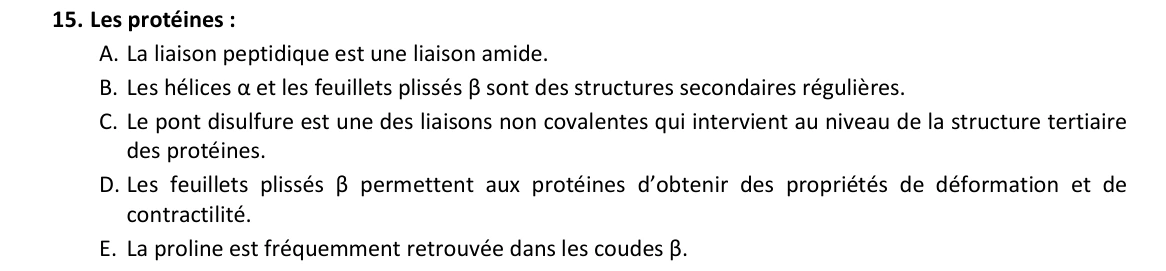 15. Les protéines :
A. La liaison peptidique est une liaison amide.
B. Les hélices α et les feuillets plissés β sont des structures secondaires régulières.
C. Le pont disulfure est une des liaisons non covalentes qui intervient au niveau de la structure tertiaire
des protéines.
D. Les feuillets plissés β permettent aux protéines d’obtenir des propriétés de déformation et de
contractilité.
E. La proline est fréquemment retrouvée dans les coudes β.